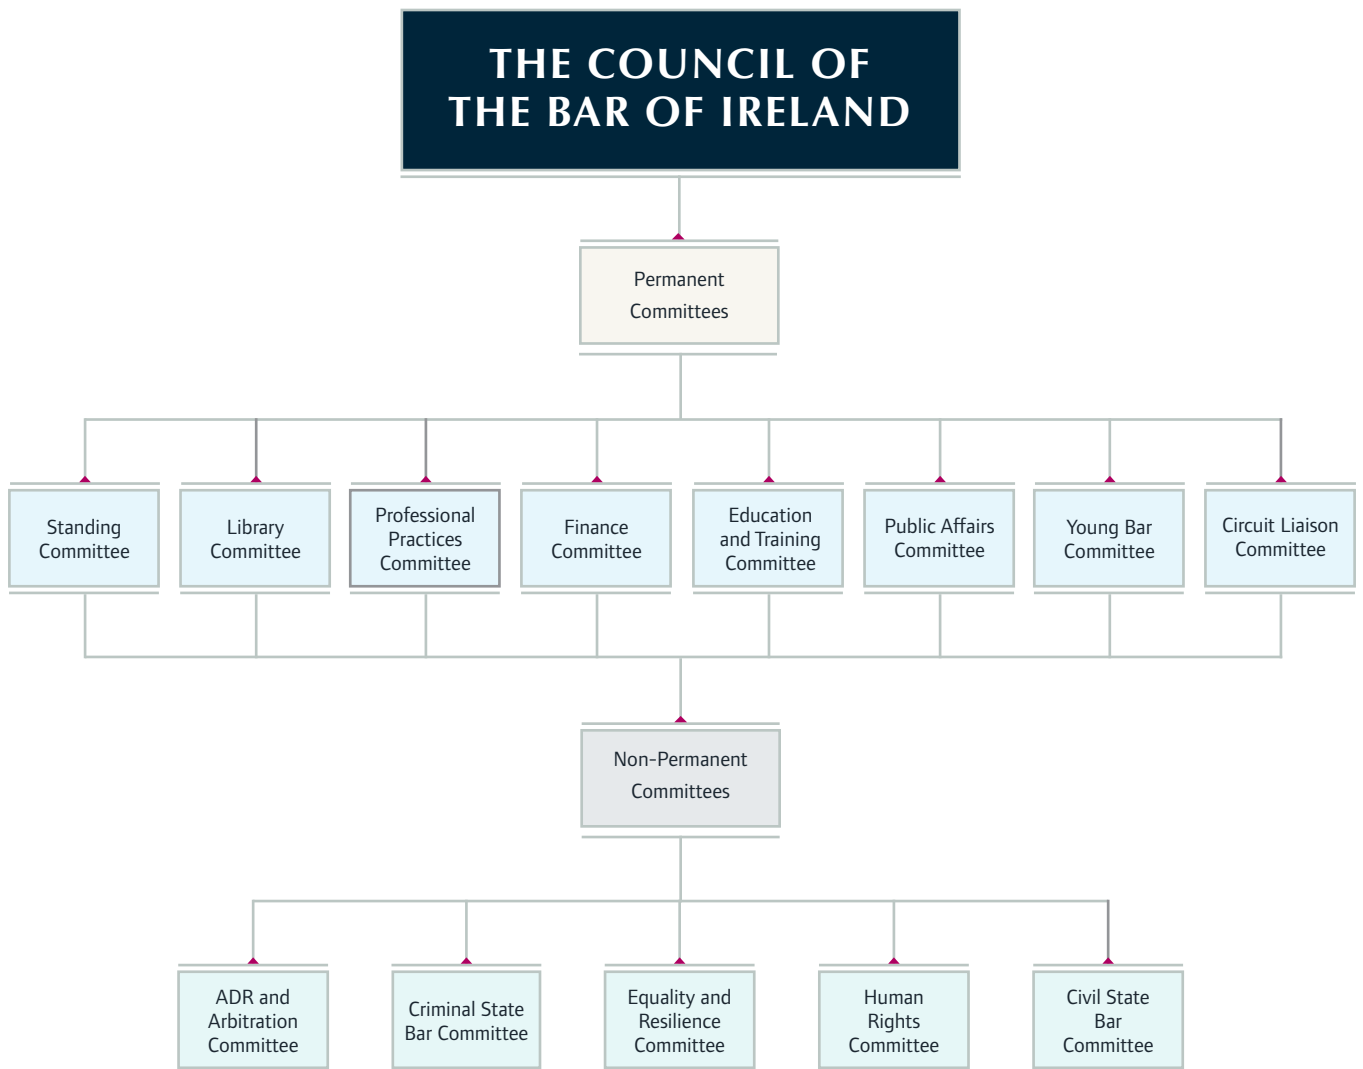 THE COUNCIL OF
THE BAR OF IRELAND
Permanent
Committees
Standing
Committee
Library
Committee
Professional
Practices
Committee
Finance
Committee
Education
and Training
Committee
Public Affairs
Committee
Young Bar
Committee
Circuit Liaison
Committee
Non-Permanent
Committees
ADR and
Arbitration
Committee
Criminal State
Bar Committee
Equality and
Resilience
Committee
Human
Rights
Committee
Civil State
Bar
Committee